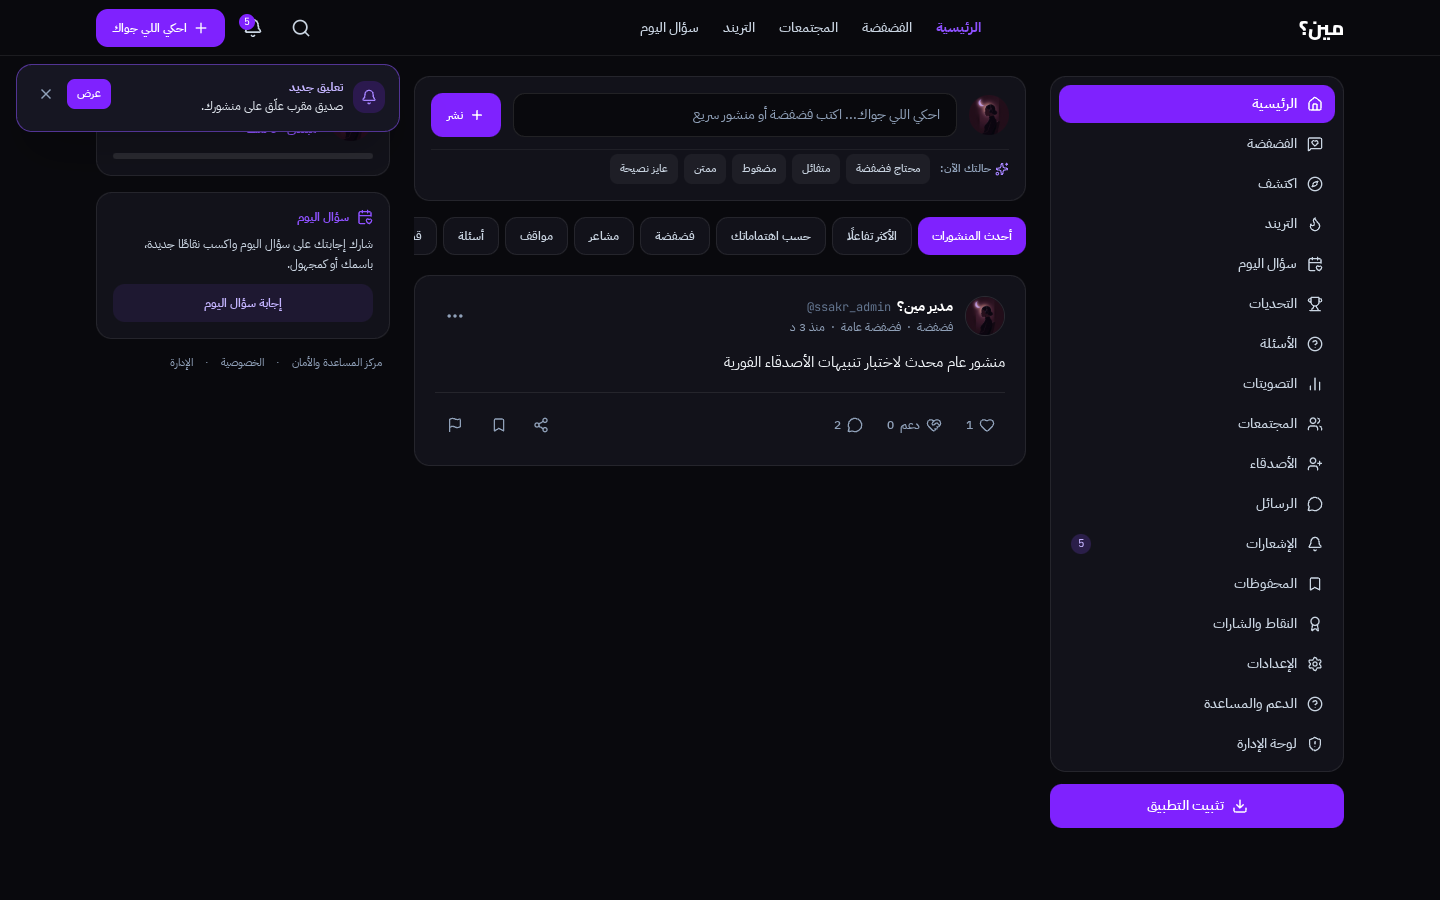 مين؟
الرئيسية
الفضفضة
المجتمعات
التريند
سؤال اليوم
5
احكي اللي جواك
الرئيسية
الفضفضة
اكتشف
التريند
سؤال اليوم
التحديات
الأسئلة
التصويتات
المجتمعات
الأصدقاء
الرسائل
الإشعارات 5
المحفوظات
النقاط والشارات
الإعدادات
الدعم والمساعدة
لوحة الإدارة
تثبيت التطبيق
احكي اللي جواك... اكتب فضفضة أو منشور سريع
نشر
حالتك الآن: محتاج فضفضة متفائل مضغوط ممتن عايز نصيحة
أحدث المنشورات الأكثر تفاعلًا حسب اهتماماتك فضفضة مشاعر مواقف أسئلة
مدير مين؟ @ssakr_admin
فضفضة · فضفضة عامة · منذ 3 د
منشور عام محدث لاختبار تنبيهات الأصدقاء الفورية
1 دعم 0 2
تعليق جديد
صديق مقرب علّق على منشورك.
عرض
سؤال اليوم
شارك إجابتك على سؤال اليوم واكسب نقاطًا جديدة،
باسمك أو كمجهول.
إجابة سؤال اليوم
مركز المساعدة والأمان · الخصوصية · الإدارة